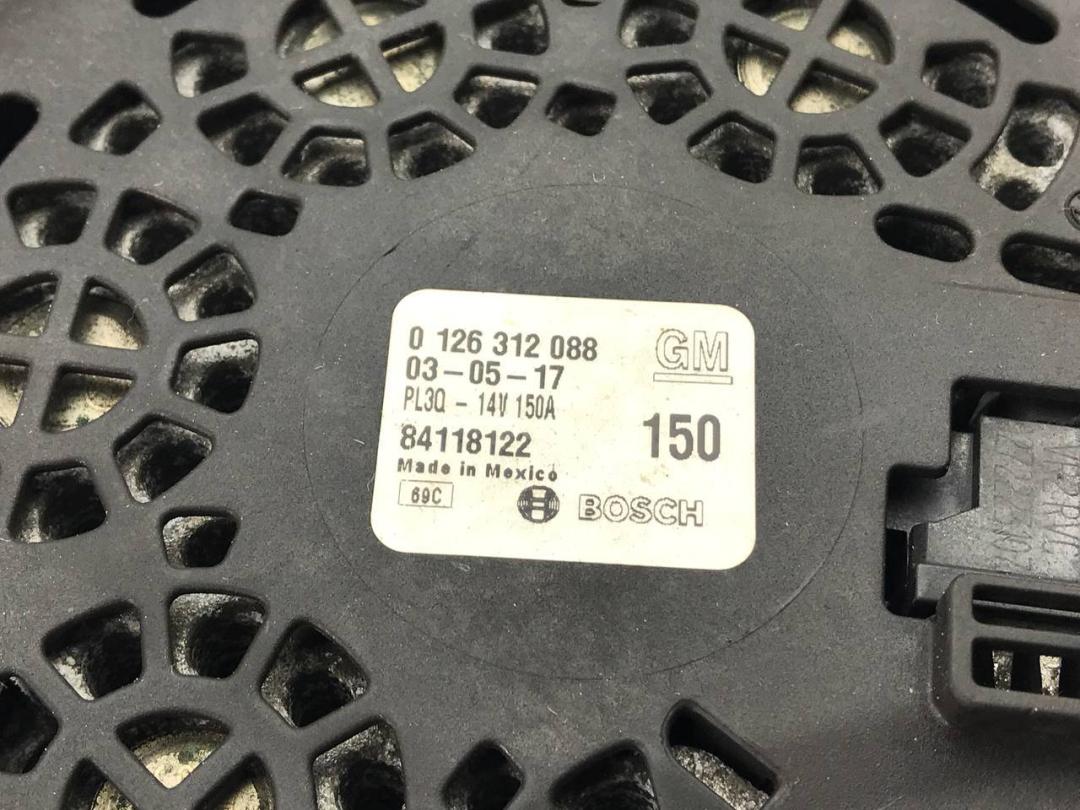 0 126 312 088
GM
03-05-17
PL3Q - 14V 150A
84118122
150
Made in Mexico
69C
BOSCH